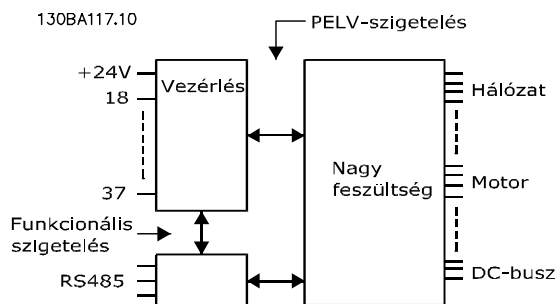 130BA117.10
PELV-szigetelés
+24V
18
37
Vezérlés
Nagy
feszültség
Hálózat
Motor
DC-busz
Funkcionális
szigetelés
RS485